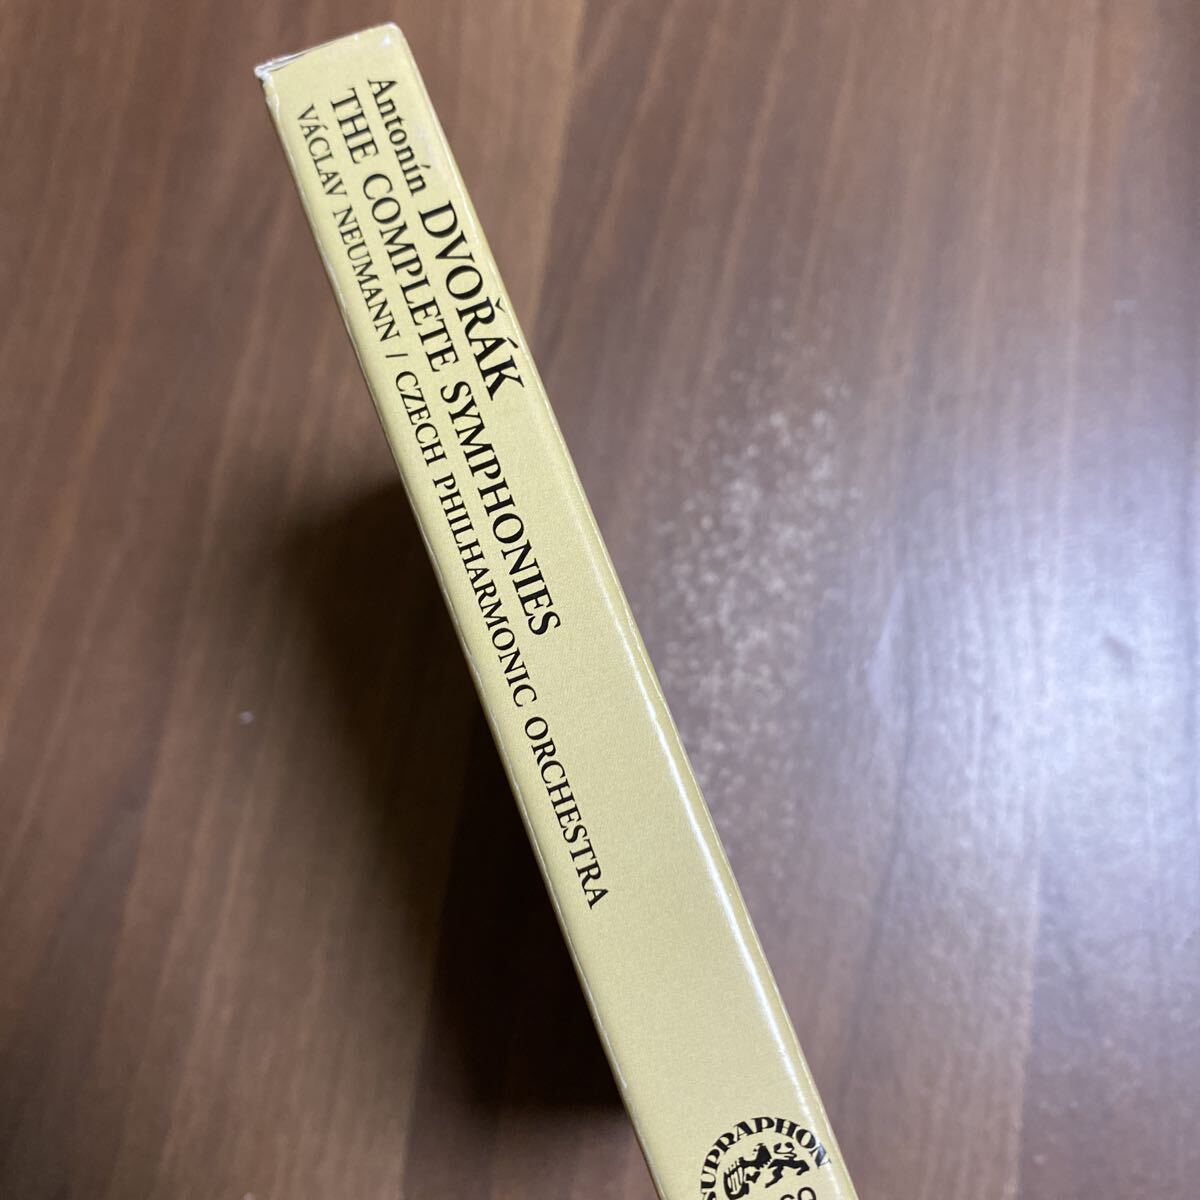 Antonín DVOŘÁK
THE COMPLETE SYMPHONIES
VÁCLAV NEUMANN / CZECH PHILHARMONIC ORCHESTRA
SUPRAPHON